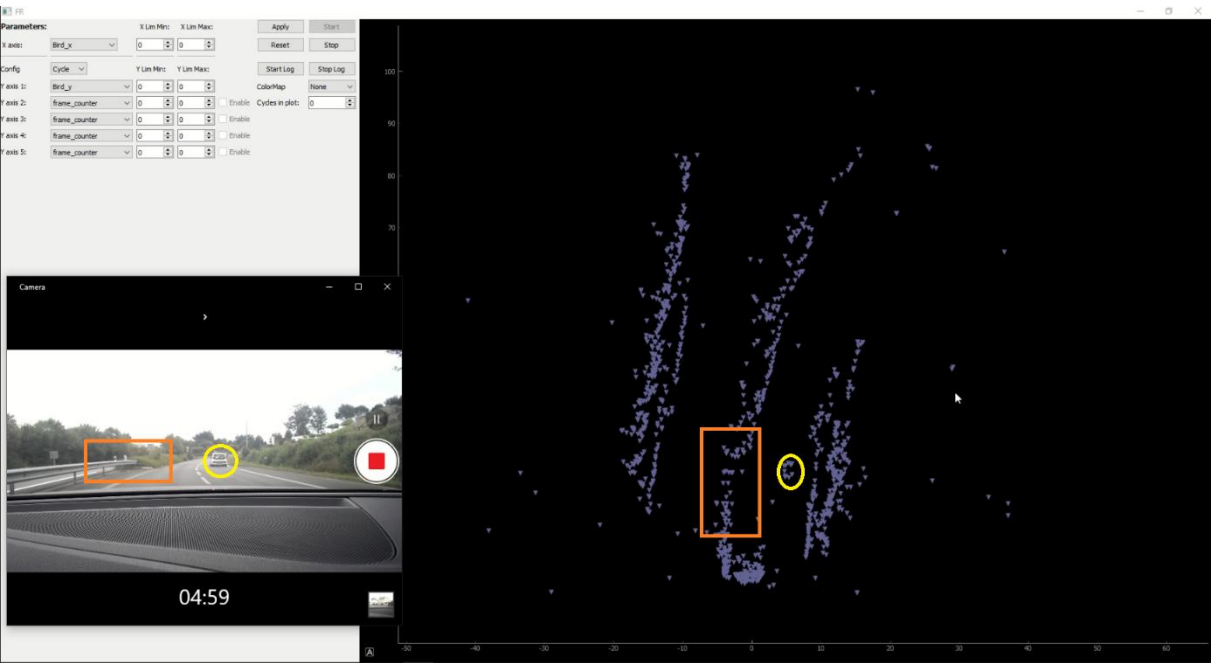 FR
Parameters: X Lim Min: X Lim Max: Apply Start
X axis: Bird_x 0 0 Reset Stop
Config Cycle Y Lim Min: Y Lim Max: Start Log Stop Log
Y axis 1: Bird_y 0 0 ColorMap None
Y axis 2: frame_counter 0 0 Enable Cycles in plot: 0
Y axis 3: frame_counter 0 0 Enable
Y axis 4: frame_counter 0 0 Enable
Y axis 5: frame_counter 0 0 Enable
100
90
80
70
Camera
04:59
A
-50 -40 -30 -20 -10 0 10 20 30 40 50 60